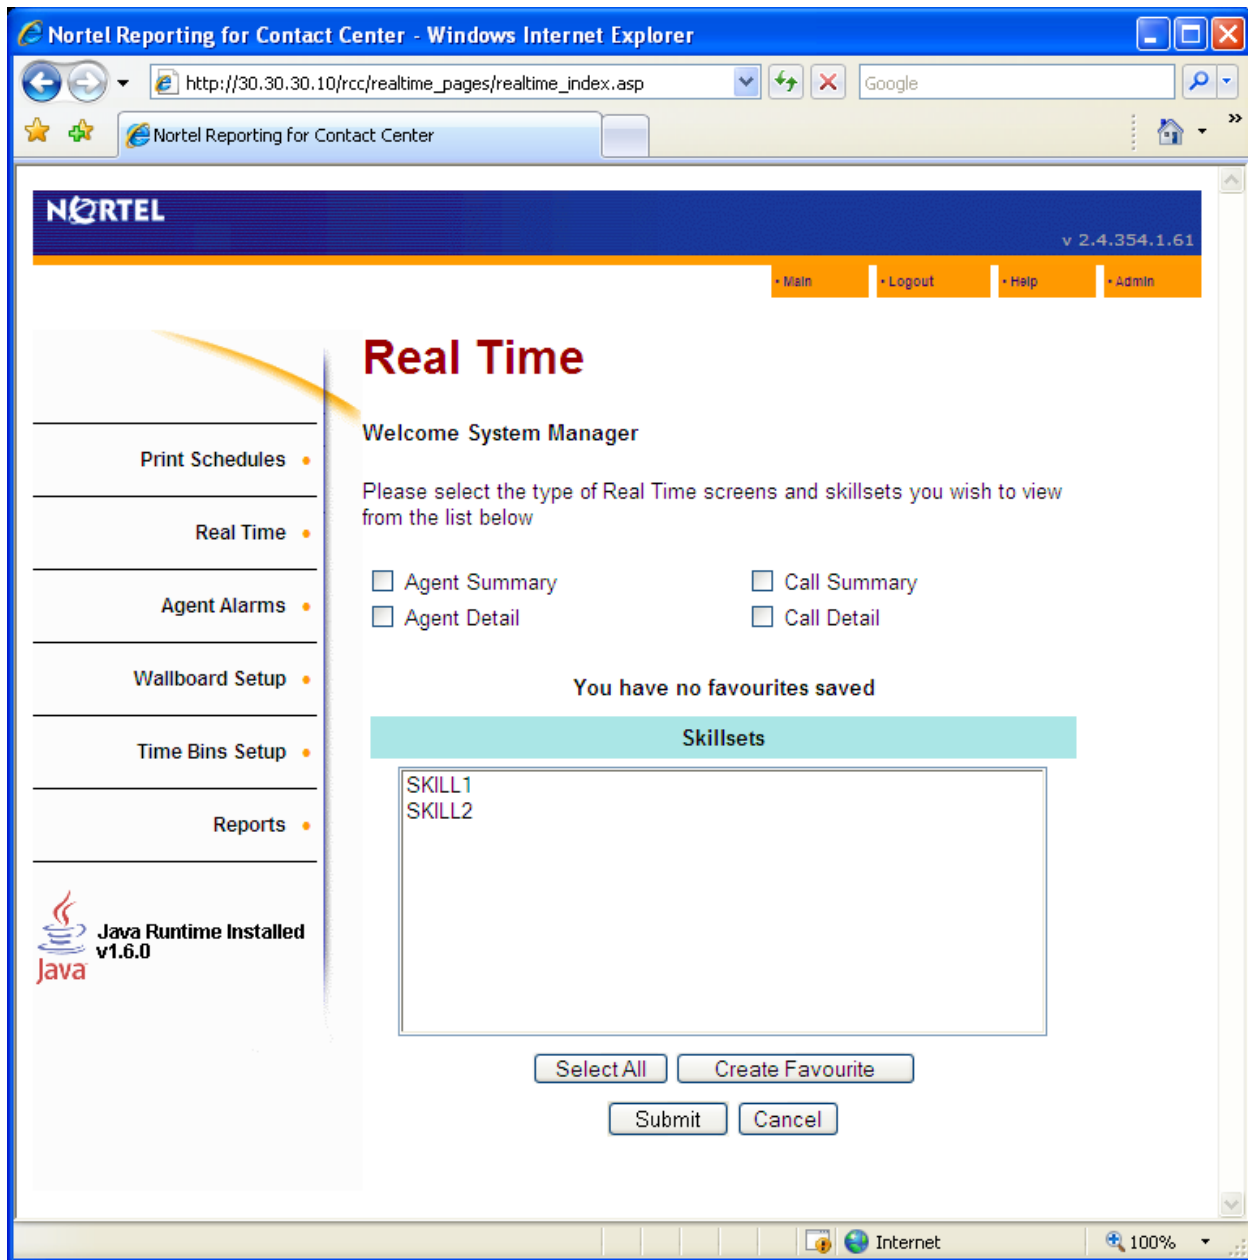 Nortel Reporting for Contact Center - Windows Internet Explorer
http://30.30.30.10/rcc/realtime_pages/realtime_index.asp
Google
Nortel Reporting for Contact Center
»
NORTEL
v 2.4.354.1.61
• Main • Logout • Help • Admin
Real Time
Welcome System Manager
Please select the type of Real Time screens and skillsets you wish to view
from the list below
Print Schedules •
Real Time •
Agent Alarms •
Wallboard Setup •
Time Bins Setup •
Reports •
Java Runtime Installed
v1.6.0
Java
Agent Summary
Call Summary
Agent Detail
Call Detail
You have no favourites saved
Skillsets
SKILL1
SKILL2
Select All
Create Favourite
Submit
Cancel
Internet
100%